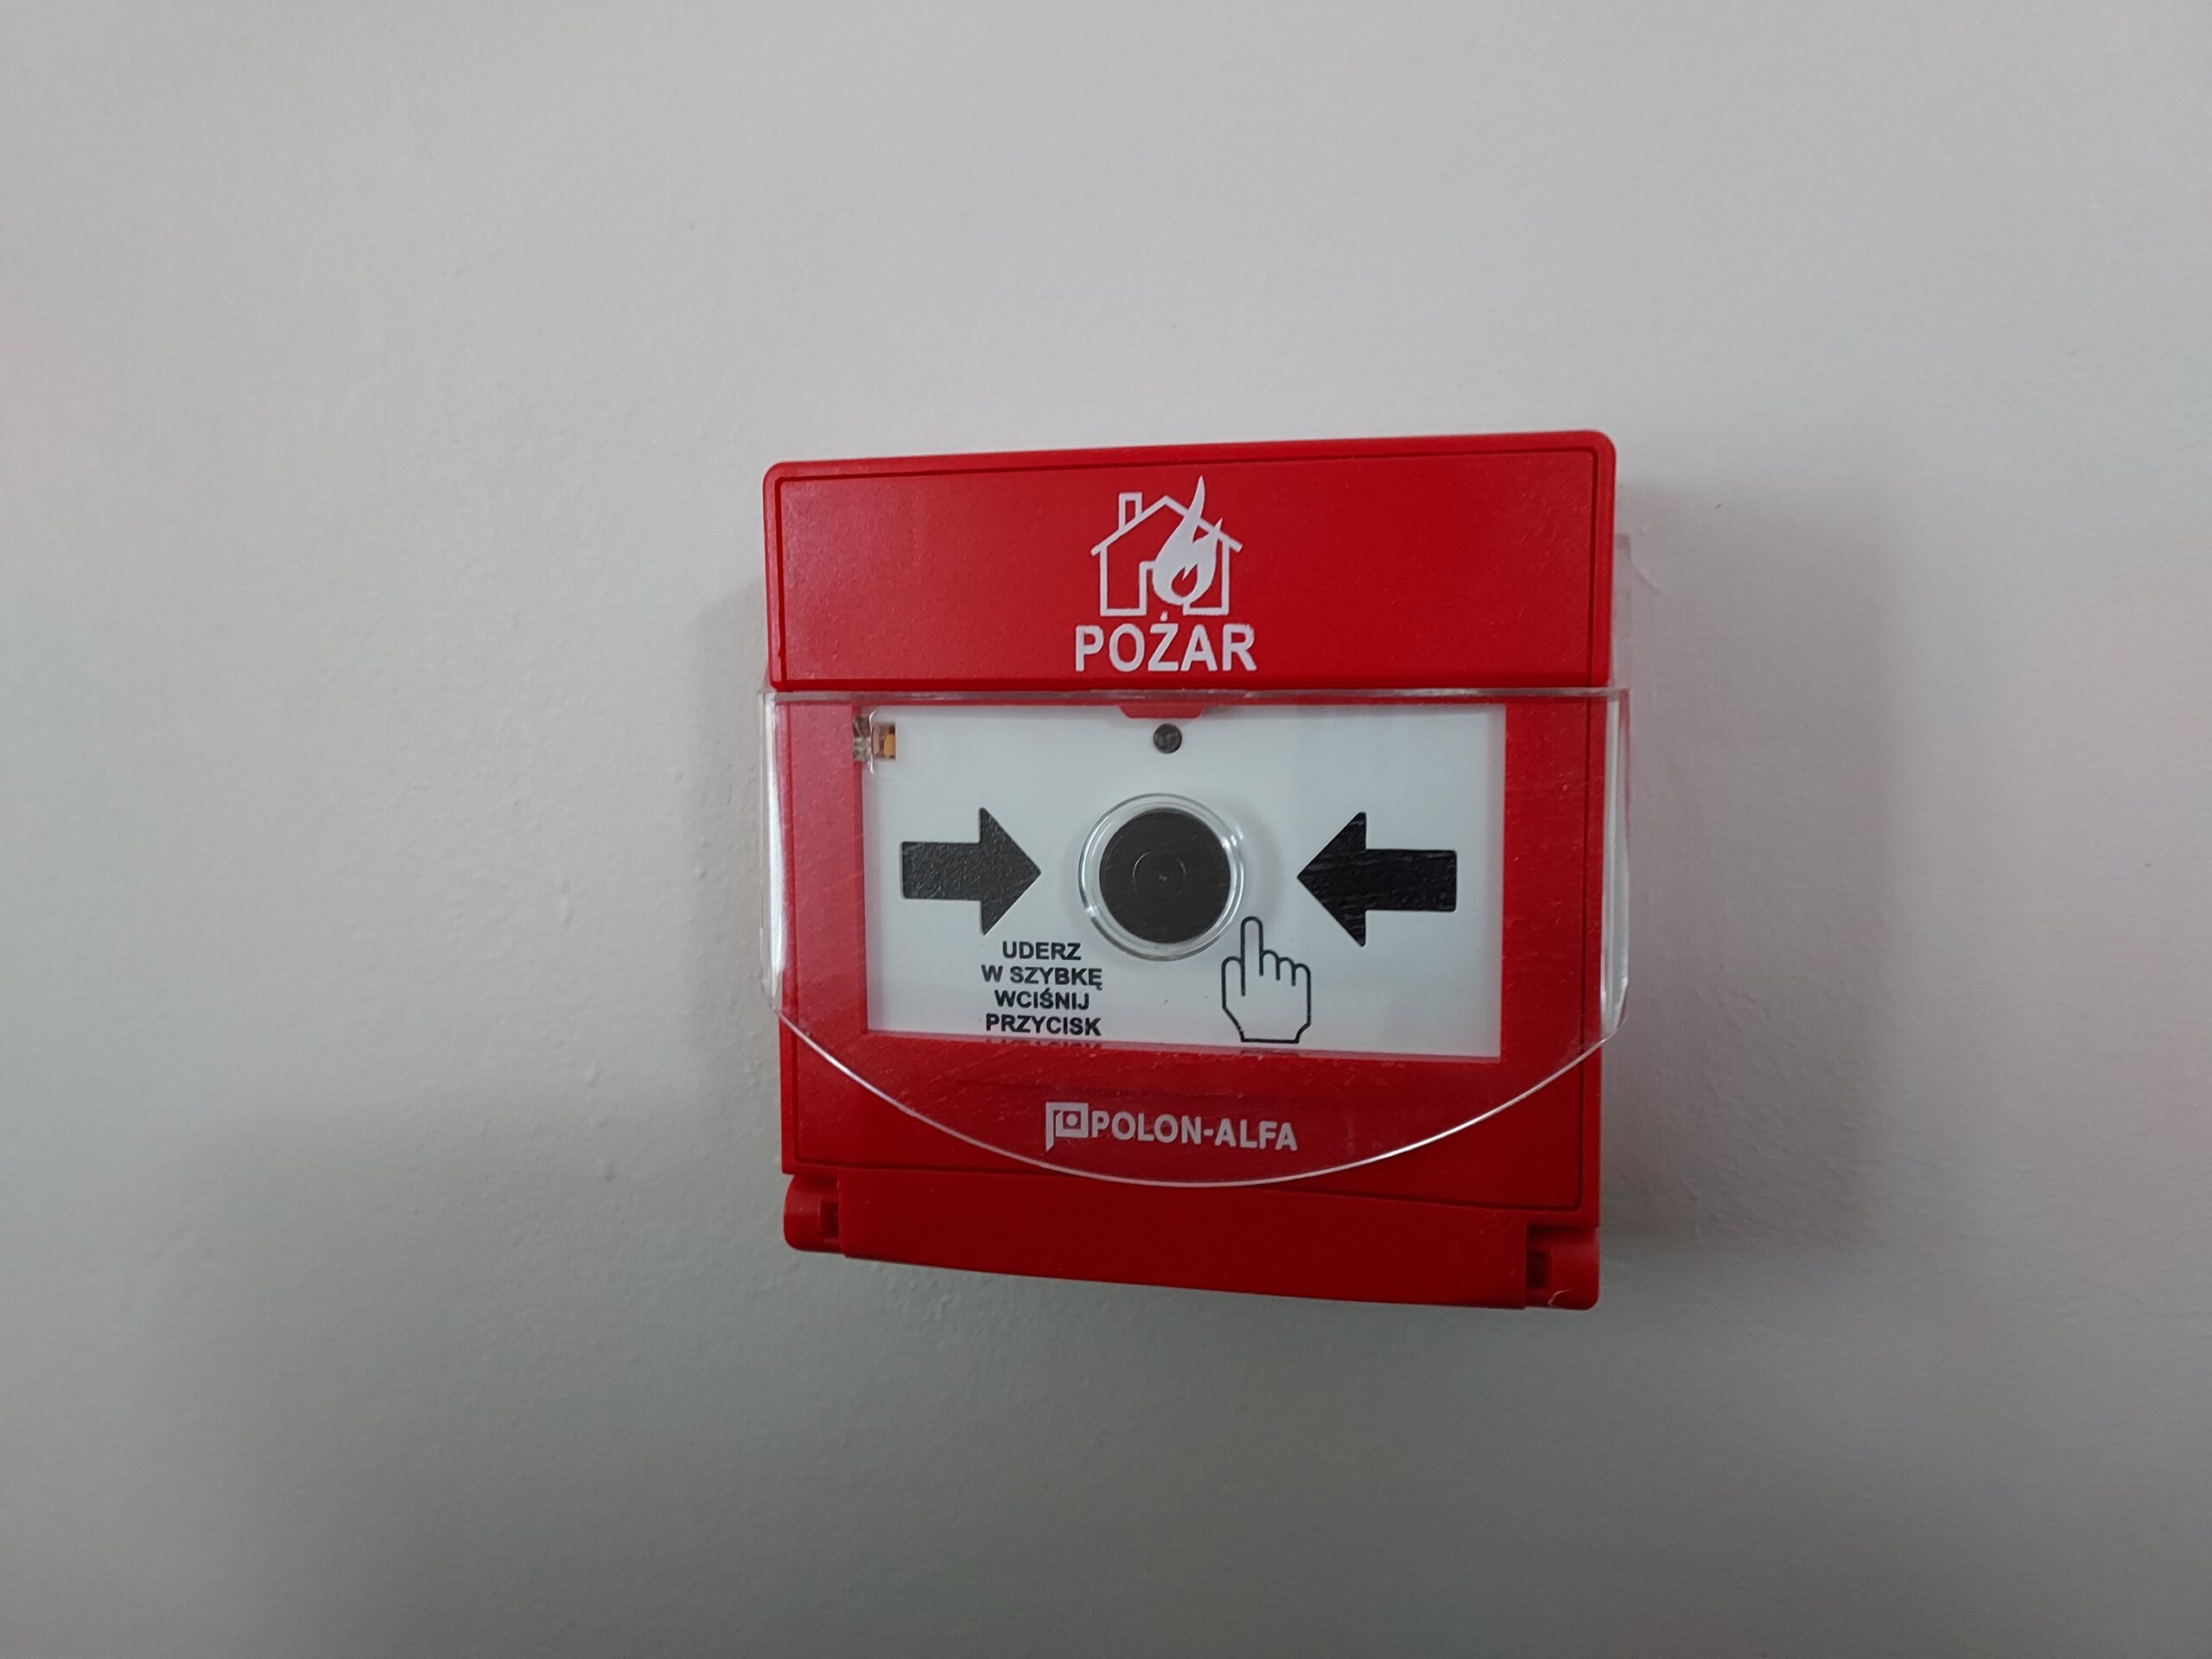 POŻAR
UDERZ
W SZYBKĘ
WCIŚNIJ
PRZYCISK
POLON-ALFA